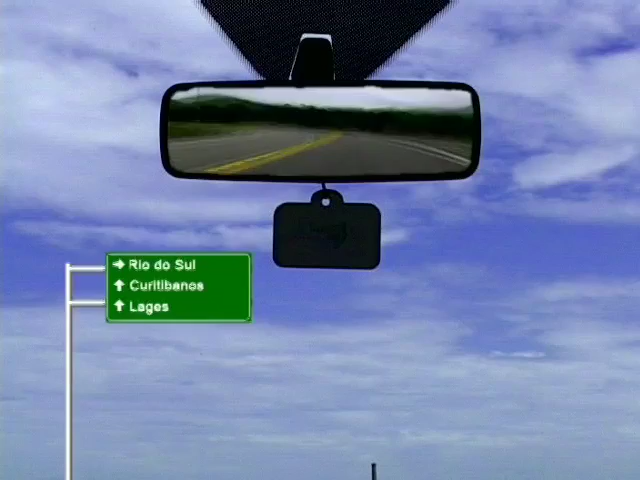 → Rio do Sul
↑ Curitibanos
↑ Lages